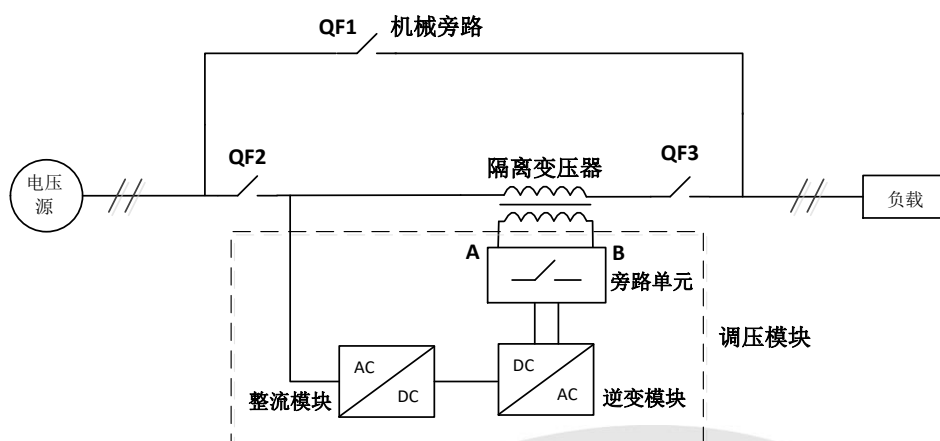 QF1 机械旁路
QF2
隔离变压器
QF3
电压
源
负载
A
B
旁路单元
调压模块
AC
DC
整流模块
DC
AC
逆变模块